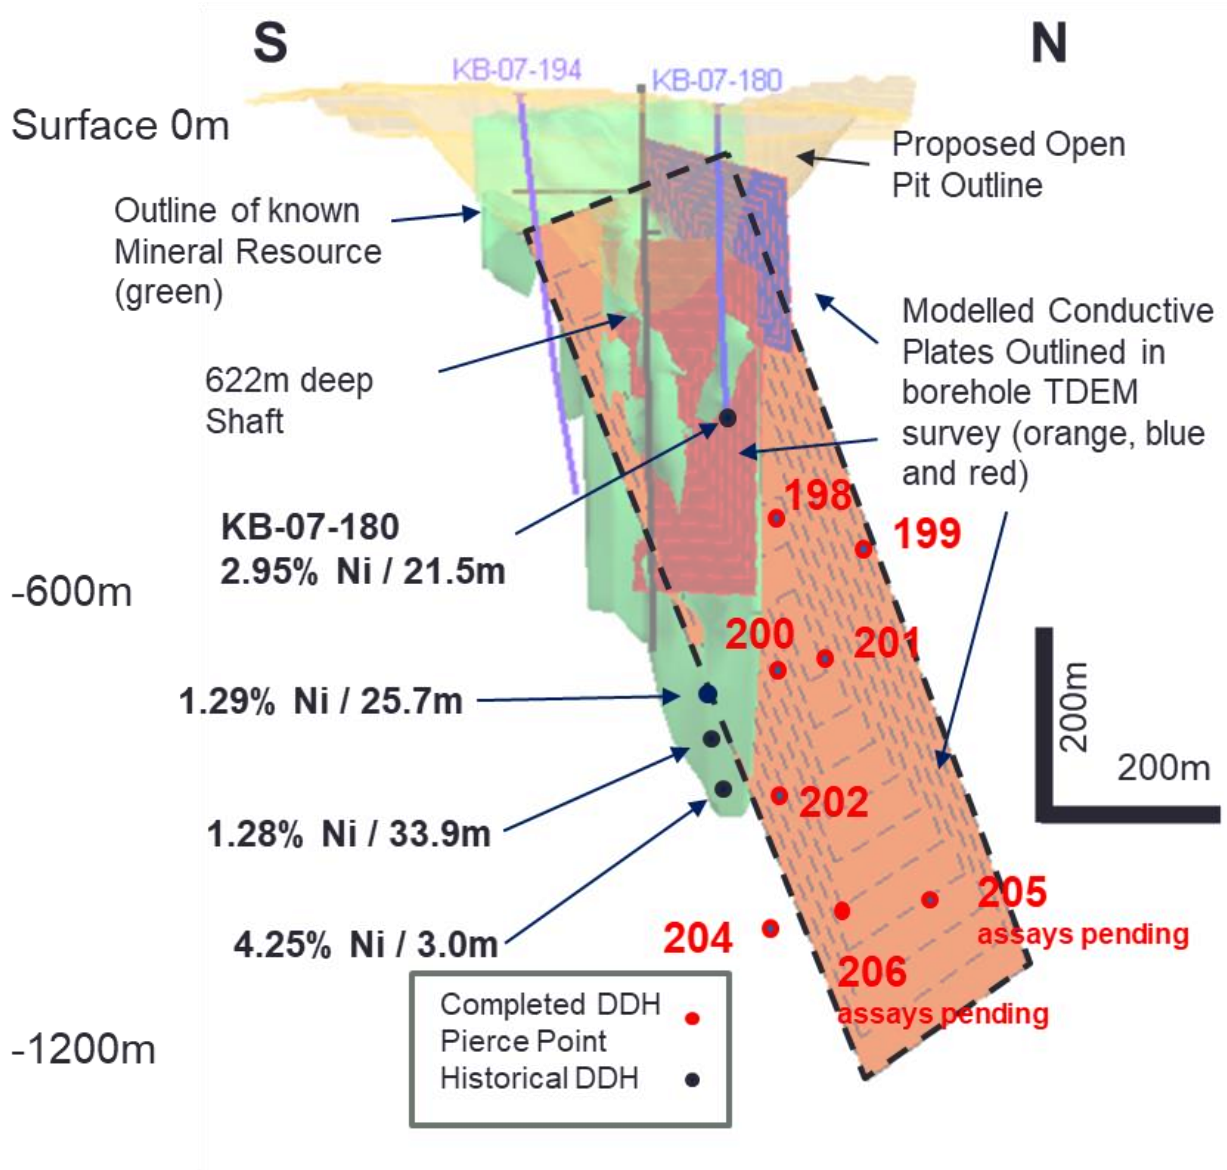 S
N
KB-07-194
KB-07-180
Surface 0m
Proposed Open
Pit Outline
Outline of known
Mineral Resource
(green)
Modelled Conductive
Plates Outlined in
borehole TDEM
survey (orange, blue
and red)
622m deep
Shaft
198
199
KB-07-180
2.95% Ni / 21.5m
-600m
200
201
1.29% Ni / 25.7m
200m
200m
202
1.28% Ni / 33.9m
205
assays pending
204
4.25% Ni / 3.0m
206
assays pending
Completed DDH
Pierce Point
Historical DDH
-1200m